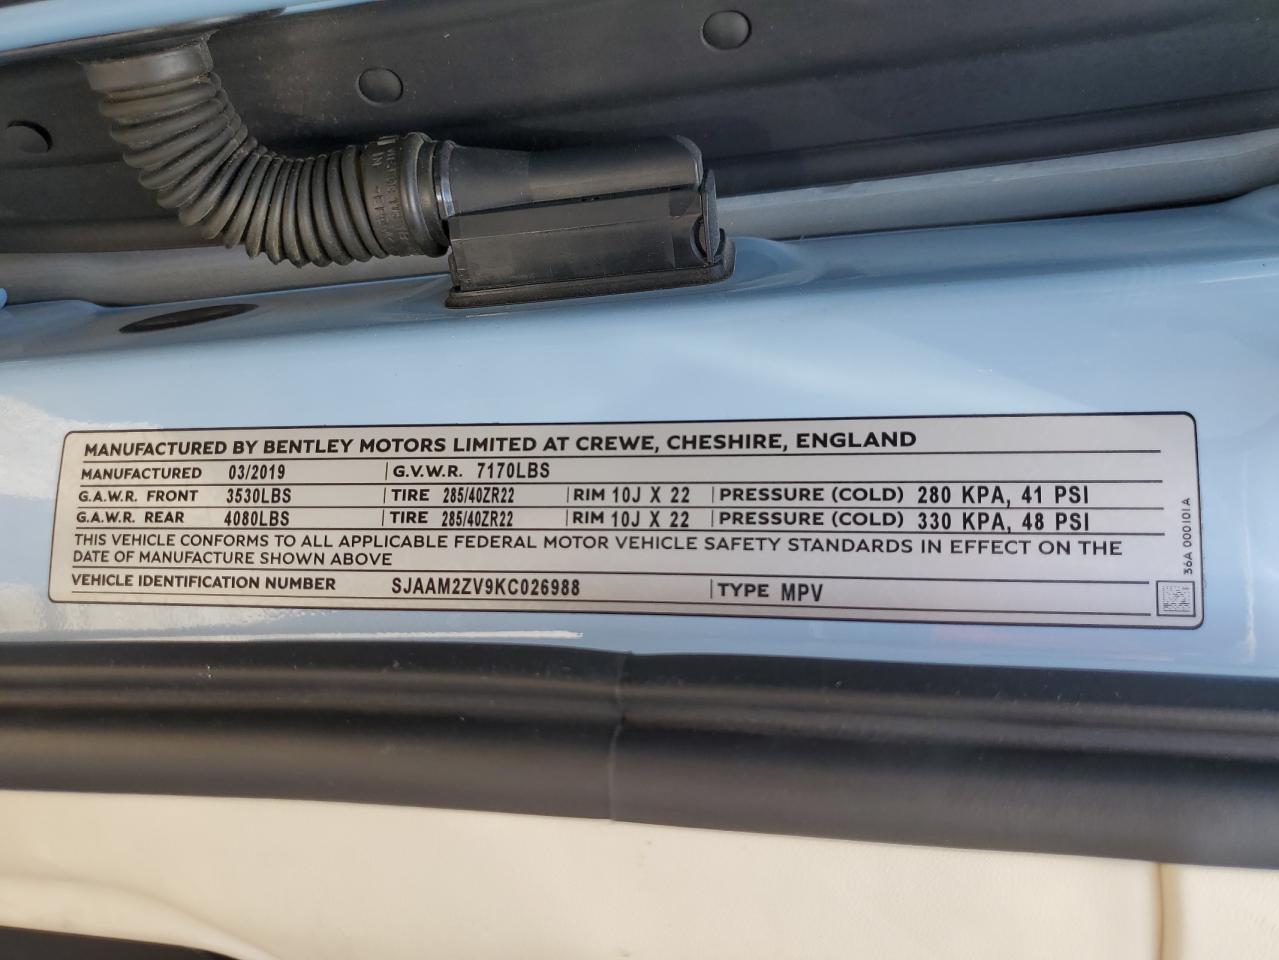 MANUFACTURED BY BENTLEY MOTORS LIMITED AT CREWE, CHESHIRE, ENGLAND
MANUFACTURED 03/2019 G.V.W.R. 7170LBS
G.A.W.R. FRONT 3530LBS TIRE 285/40ZR22 RIM 10J X 22 PRESSURE (COLD) 280 KPA, 41 PSI
G.A.W.R. REAR 4080LBS TIRE 285/40ZR22 RIM 10J X 22 PRESSURE (COLD) 330 KPA, 48 PSI
THIS VEHICLE CONFORMS TO ALL APPLICABLE FEDERAL MOTOR VEHICLE SAFETY STANDARDS IN EFFECT ON THE
DATE OF MANUFACTURE SHOWN ABOVE
VEHICLE IDENTIFICATION NUMBER SJAAM2ZV9KC026988 TYPE MPV
36A 000101 A